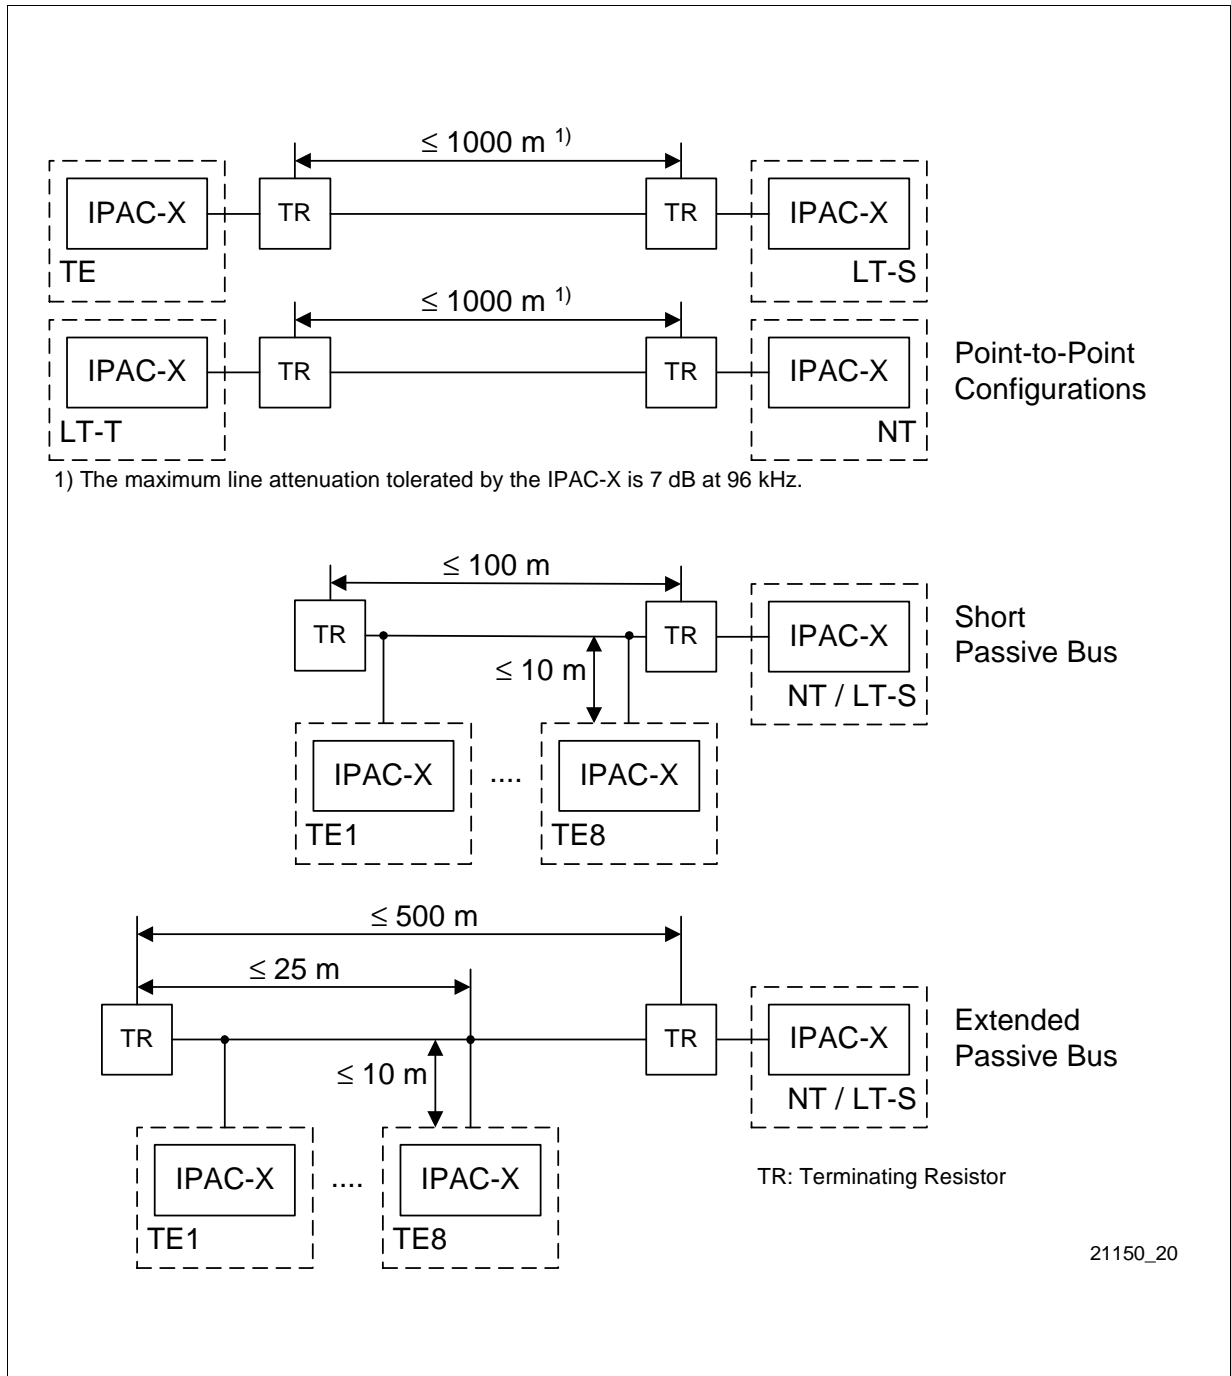 ≤ 1000 m 1)
IPAC-X TR TR IPAC-X
TE LT-S
≤ 1000 m 1)
IPAC-X TR TR IPAC-X
LT-T NT
Point-to-Point
Configurations
1) The maximum line attenuation tolerated by the IPAC-X is 7 dB at 96 kHz.
≤ 100 m
TR TR IPAC-X
≤ 10 m
NT / LT-S
Short
Passive Bus
IPAC-X .... IPAC-X
TE1 TE8
≤ 500 m
≤ 25 m
TR TR IPAC-X
≤ 10 m
NT / LT-S
Extended
Passive Bus
IPAC-X .... IPAC-X
TE1 TE8
TR: Terminating Resistor
21150_20